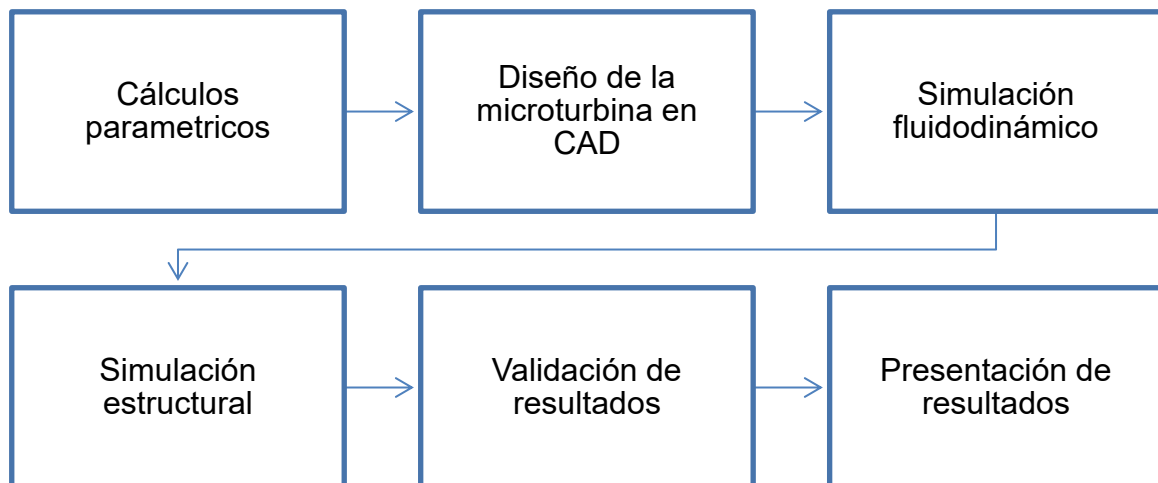 Cálculos
parametricos
Diseño de la
microturbina en
CAD
Simulación
fluidodinámico
Simulación
estructural
Validación de
resultados
Presentación de
resultados